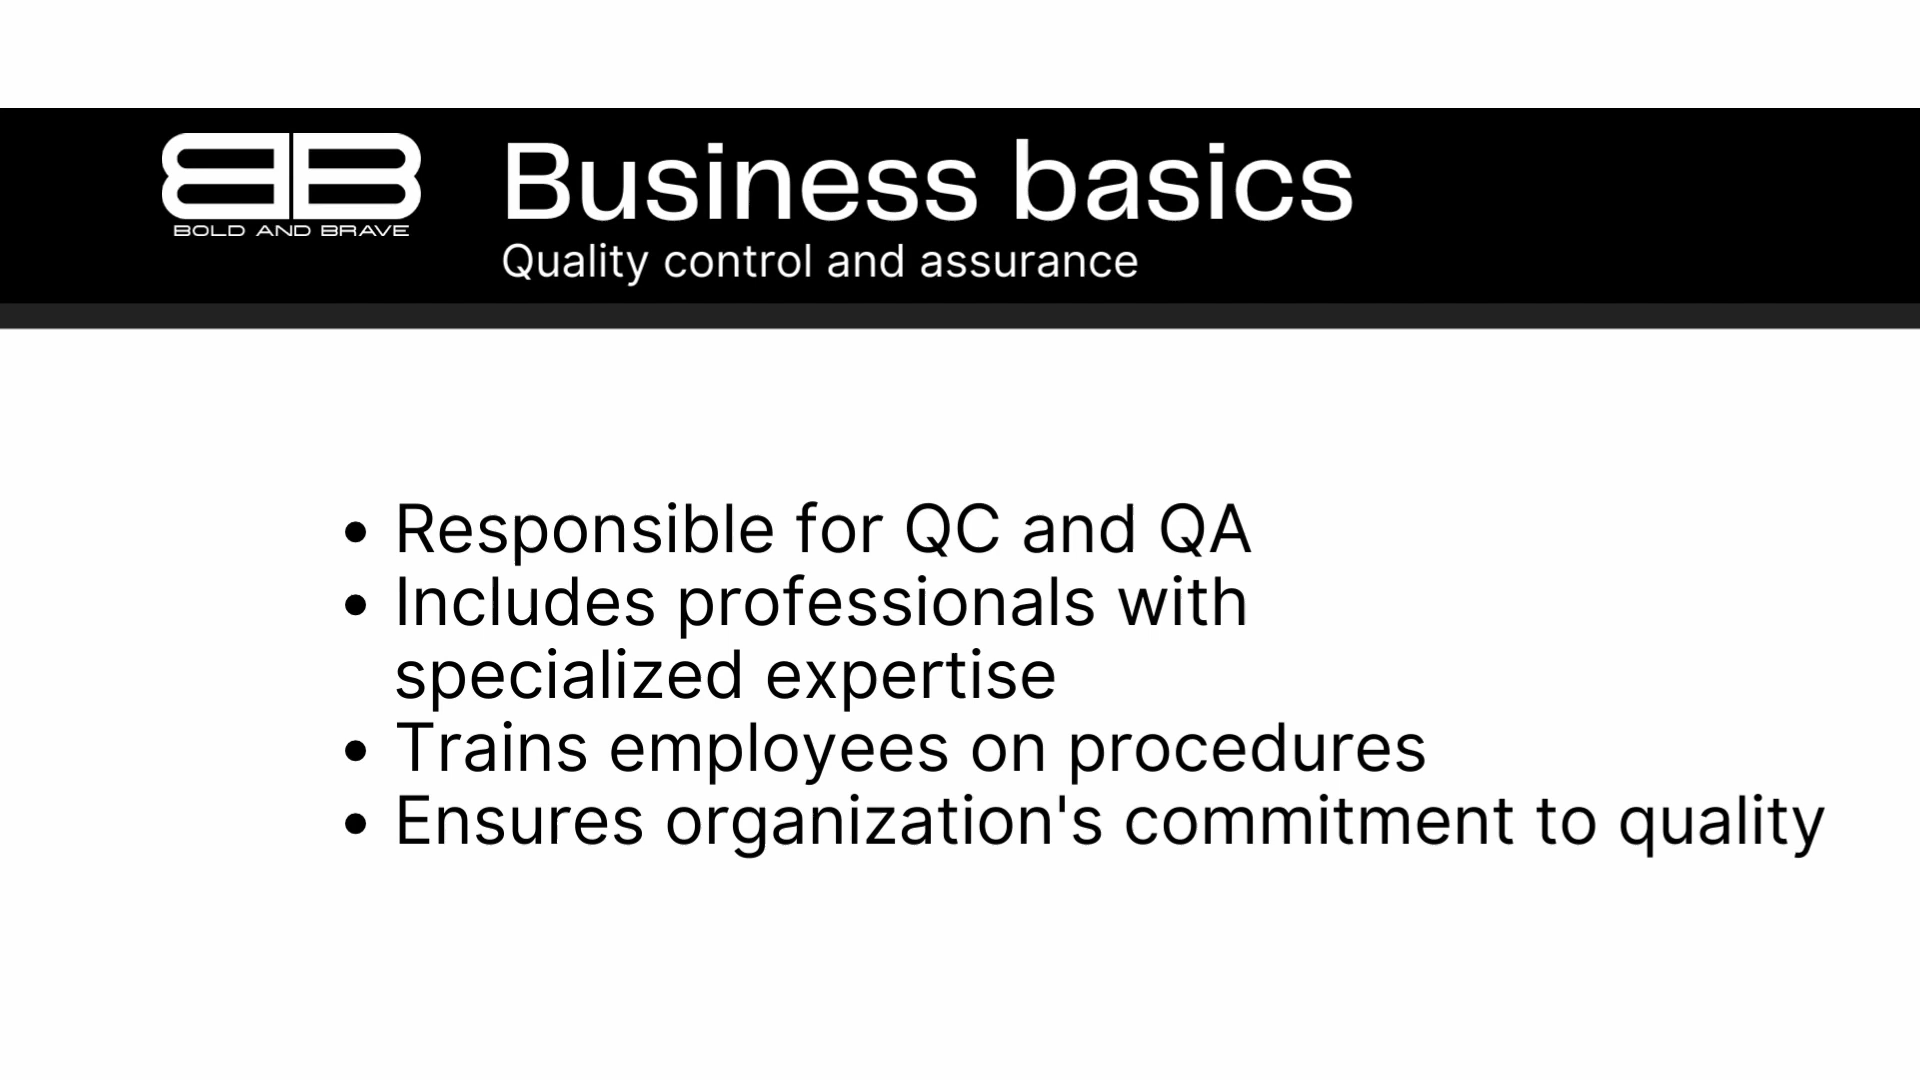 BOLD AND BRAVE
Business basics
Quality control and assurance
• Responsible for QC and QA
• Includes professionals with
specialized expertise
• Trains employees on procedures
• Ensures organization's commitment to quality